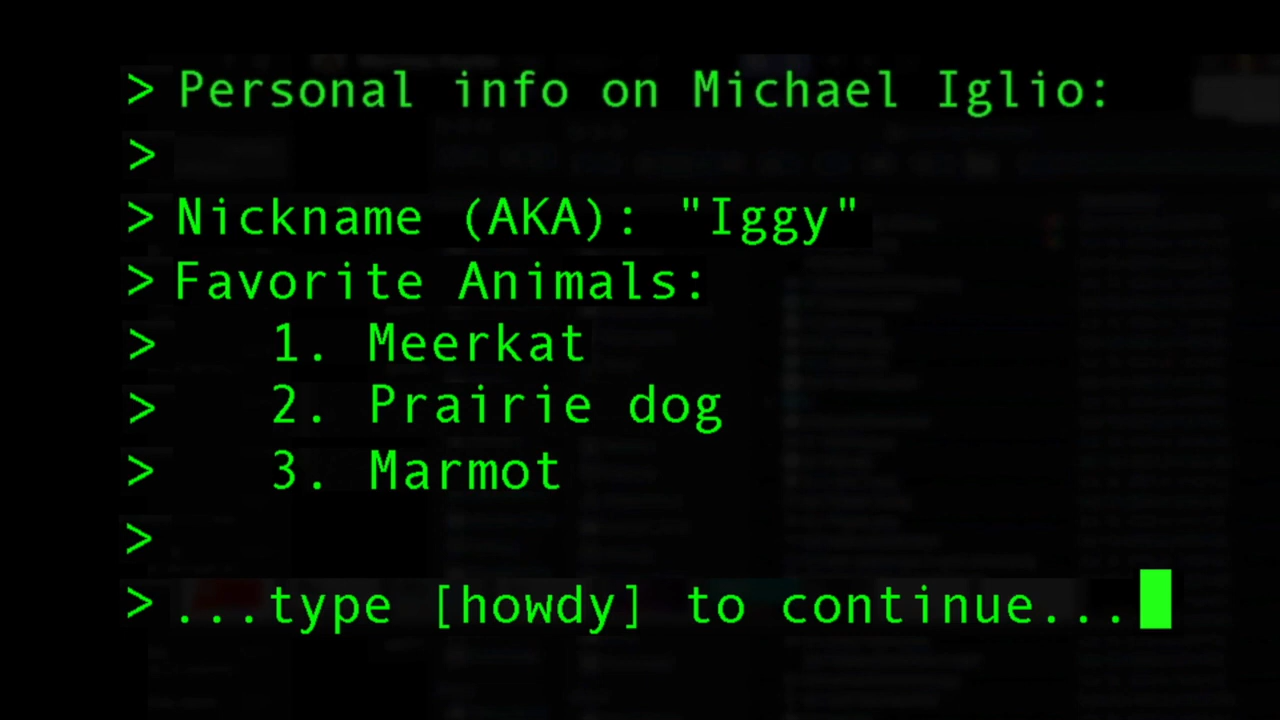 > Personal info on Michael Iglio:
>
> Nickname (AKA): "Iggy"
> Favorite Animals:
>    1. Meerkat
>    2. Prairie dog
>    3. Marmot
>
> ...type [howdy] to continue...